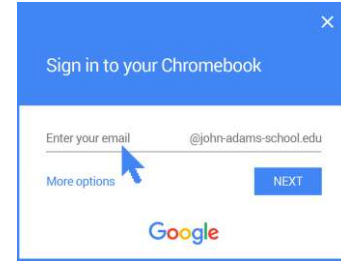 Sign in to your Chromebook
Enter your email @john-adams-school.edu
More options NEXT
Google